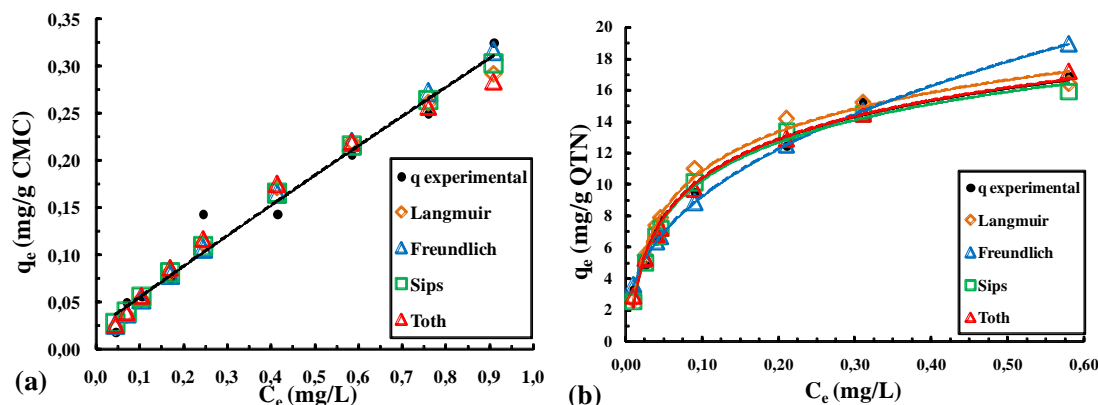 0,35
0,30
0,25
0,20
0,15
0,10
0,05
0,00
qe (mg/g CMC)
q experimental
Langmuir
Freundlich
Sips
Toth
0,0 0,1 0,2 0,3 0,4 0,5 0,6 0,7 0,8 0,9 1,0
Ce (mg/L)
(a)
20
18
16
14
12
10
8
6
4
2
0
qe (mg/g QTN)
q experimental
Langmuir
Freundlich
Sips
Toth
0,00 0,10 0,20 0,30 0,40 0,50 0,60
Ce (mg/L)
(b)